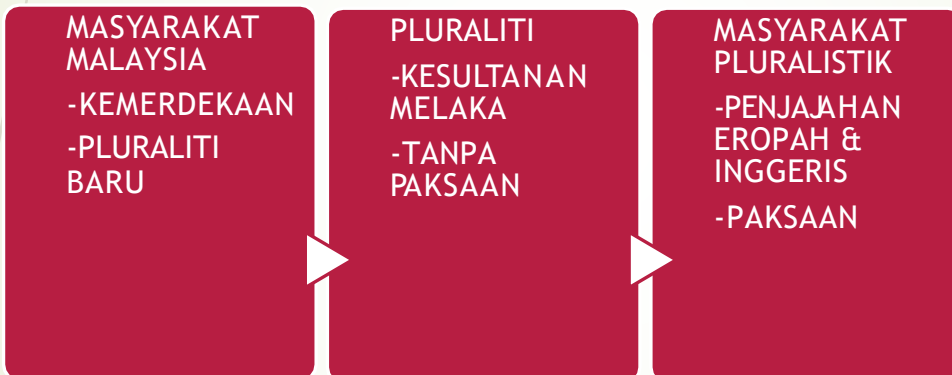 MASYARAKAT
MALAYSIA
-KEMERDEKAAN
-PLURALITI
BARU
PLURALITI
-KESULTANAN
MELAKA
-TANPA
PAKSAAN
MASYARAKAT
PLURALISTIK
-PENJAJAHAN
EROPAH &
INGGERIS
-PAKSAAN